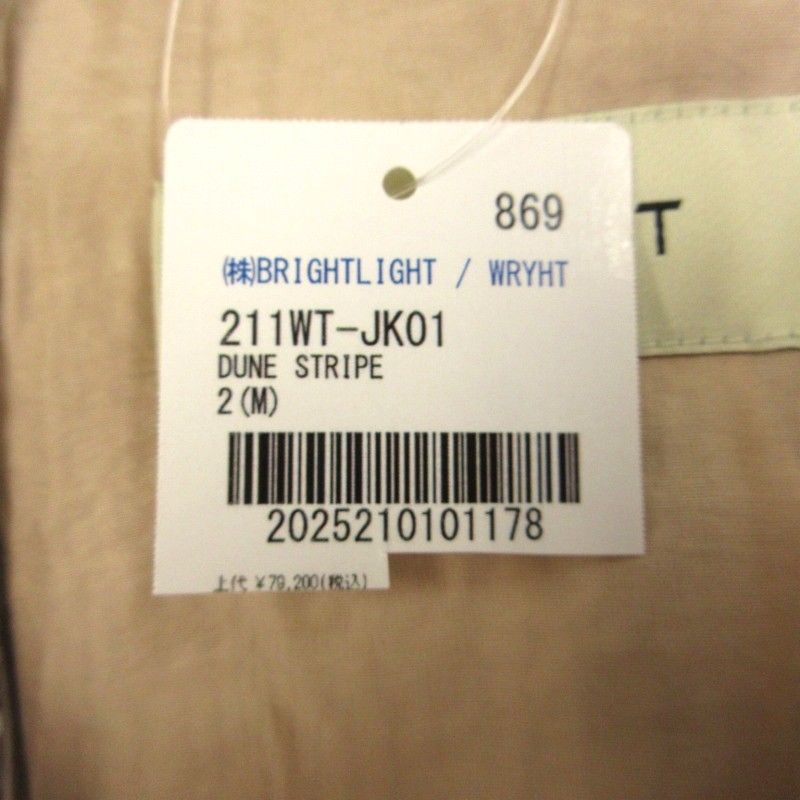 869
㈱BRIGHTLIGHT / WRYHT
211WT-JK01
DUNE STRIPE
2(M)
2025210101178
上代 ¥79,200(税込)
T